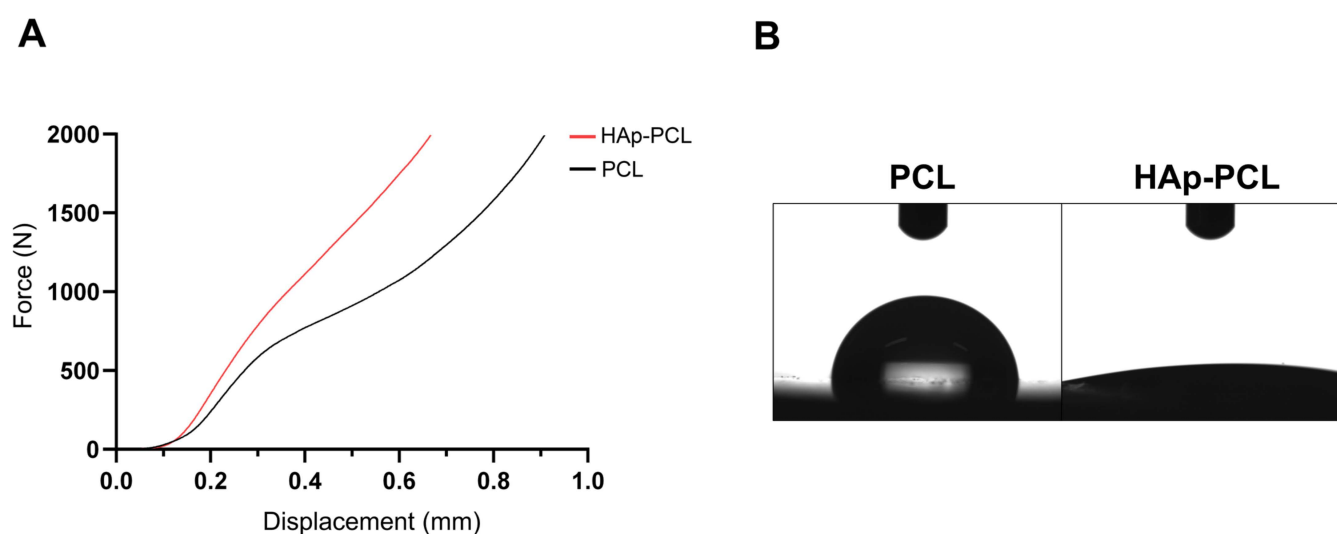 A
B
2000
1500
1000
500
0
Force (N)
0.0 0.2 0.4 0.6 0.8 1.0
Displacement (mm)
HAp-PCL
PCL
PCL HAp-PCL